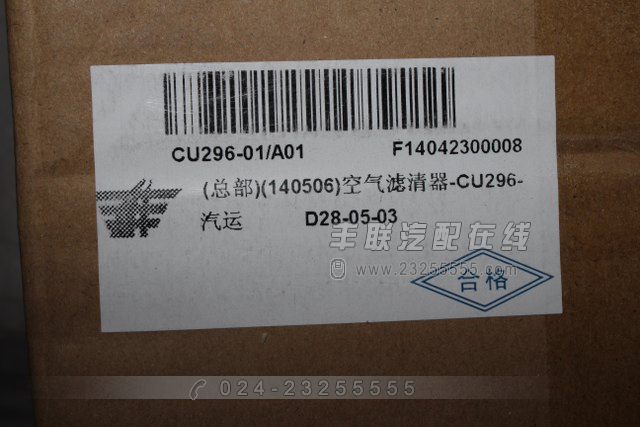 CU296-01/A01 F14042300008
(总部)(140506)空气滤清器-CU296-
汽运 D28-05-03
丰联汽配在线
www.23255555.com
合格
024-23255555